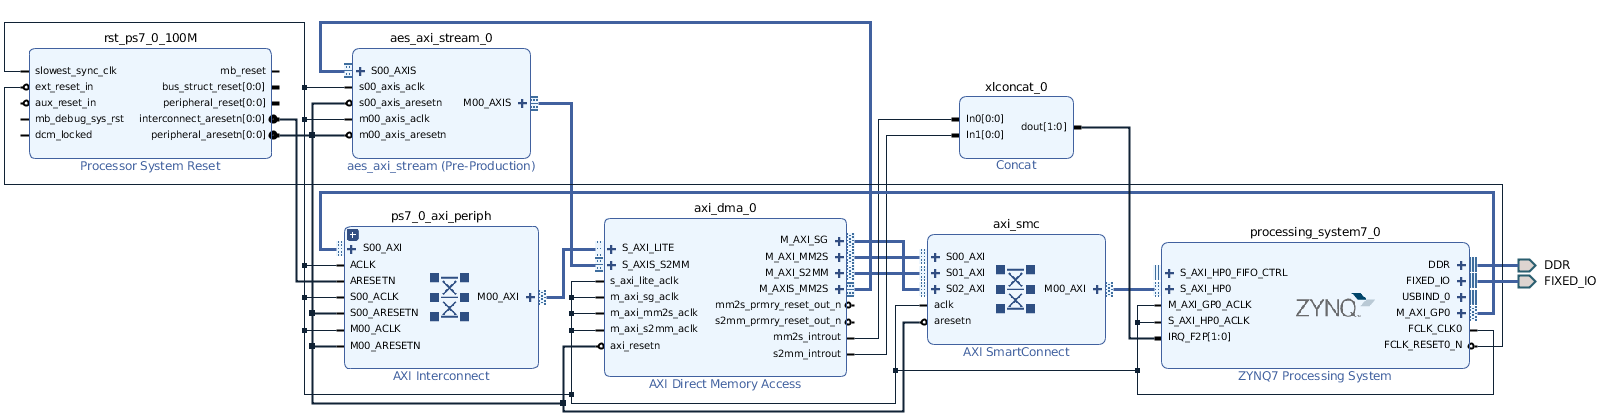 rst_ps7_0_100M
slowest_sync_clk
ext_reset_in
aux_reset_in
mb_debug_sys_rst
dcm_locked
mb_reset
bus_struct_reset[0:0]
peripheral_reset[0:0]
interconnect_aresetn[0:0]
peripheral_aresetn[0:0]
Processor System Reset
aes_axi_stream_0
S00_AXIS
s00_axis_aclk
s00_axis_aresetn
m00_axis_aclk
m00_axis_aresetn
M00_AXIS
aes_axi_stream (Pre-Production)
xlconcat_0
In0[0:0]
In1[0:0]
dout[1:0]
Concat
ps7_0_axi_periph
S00_AXI
ACLK
ARESETN
S00_ACLK
S00_ARESETN
M00_ACLK
M00_ARESETN
M00_AXI
AXI Interconnect
axi_dma_0
S_AXI_LITE
S_AXIS_S2MM
s_axi_lite_aclk
m_axi_sg_aclk
m_axi_mm2s_aclk
m_axi_s2mm_aclk
axi_resetn
M_AXI_SG
M_AXI_MM2S
M_AXI_S2MM
M_AXIS_MM2S
mm2s_prmry_reset_out_n
s2mm_prmry_reset_out_n
mm2s_introut
s2mm_introut
AXI Direct Memory Access
axi_smc
S00_AXI
S01_AXI
S02_AXI
aclk
aresetn
M00_AXI
AXI SmartConnect
processing_system7_0
S_AXI_HP0_FIFO_CTRL
S_AXI_HP0
M_AXI_GP0_ACLK
S_AXI_HP0_ACLK
IRQ_F2P[1:0]
ZYNQ
DDR
FIXED_IO
USBIND_0
M_AXI_GP0
FCLK_CLK0
FCLK_RESET0_N
ZYNQ7 Processing System
DDR
FIXED_IO